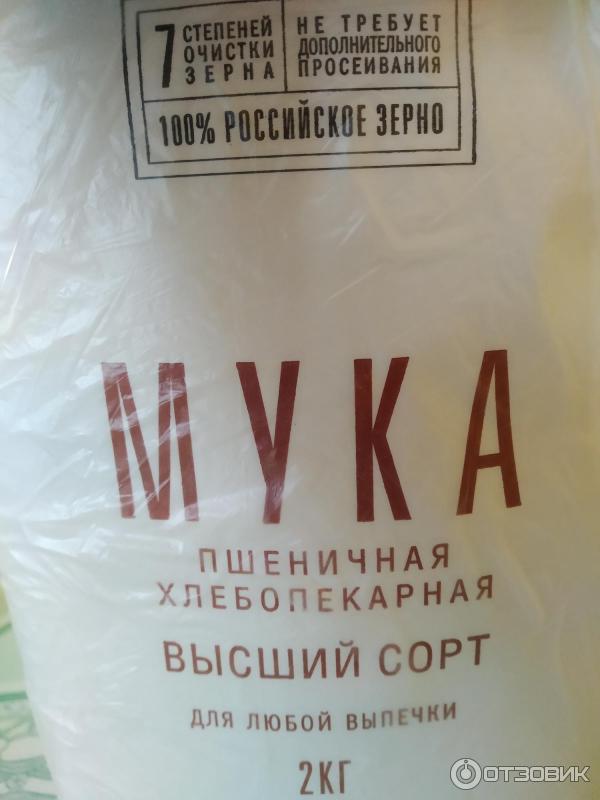 7 СТЕПЕНЕЙ ОЧИСТКИ ЗЕРНА
НЕ ТРЕБУЕТ ДОПОЛНИТЕЛЬНОГО ПРОСЕИВАНИЯ
100% РОССИЙСКОЕ ЗЕРНО
МУКА
ПШЕНИЧНАЯ
ХЛЕБОПЕКАРНАЯ
ВЫСШИЙ СОРТ
ДЛЯ ЛЮБОЙ ВЫПЕЧКИ
2КГ
ОТЗОВИК